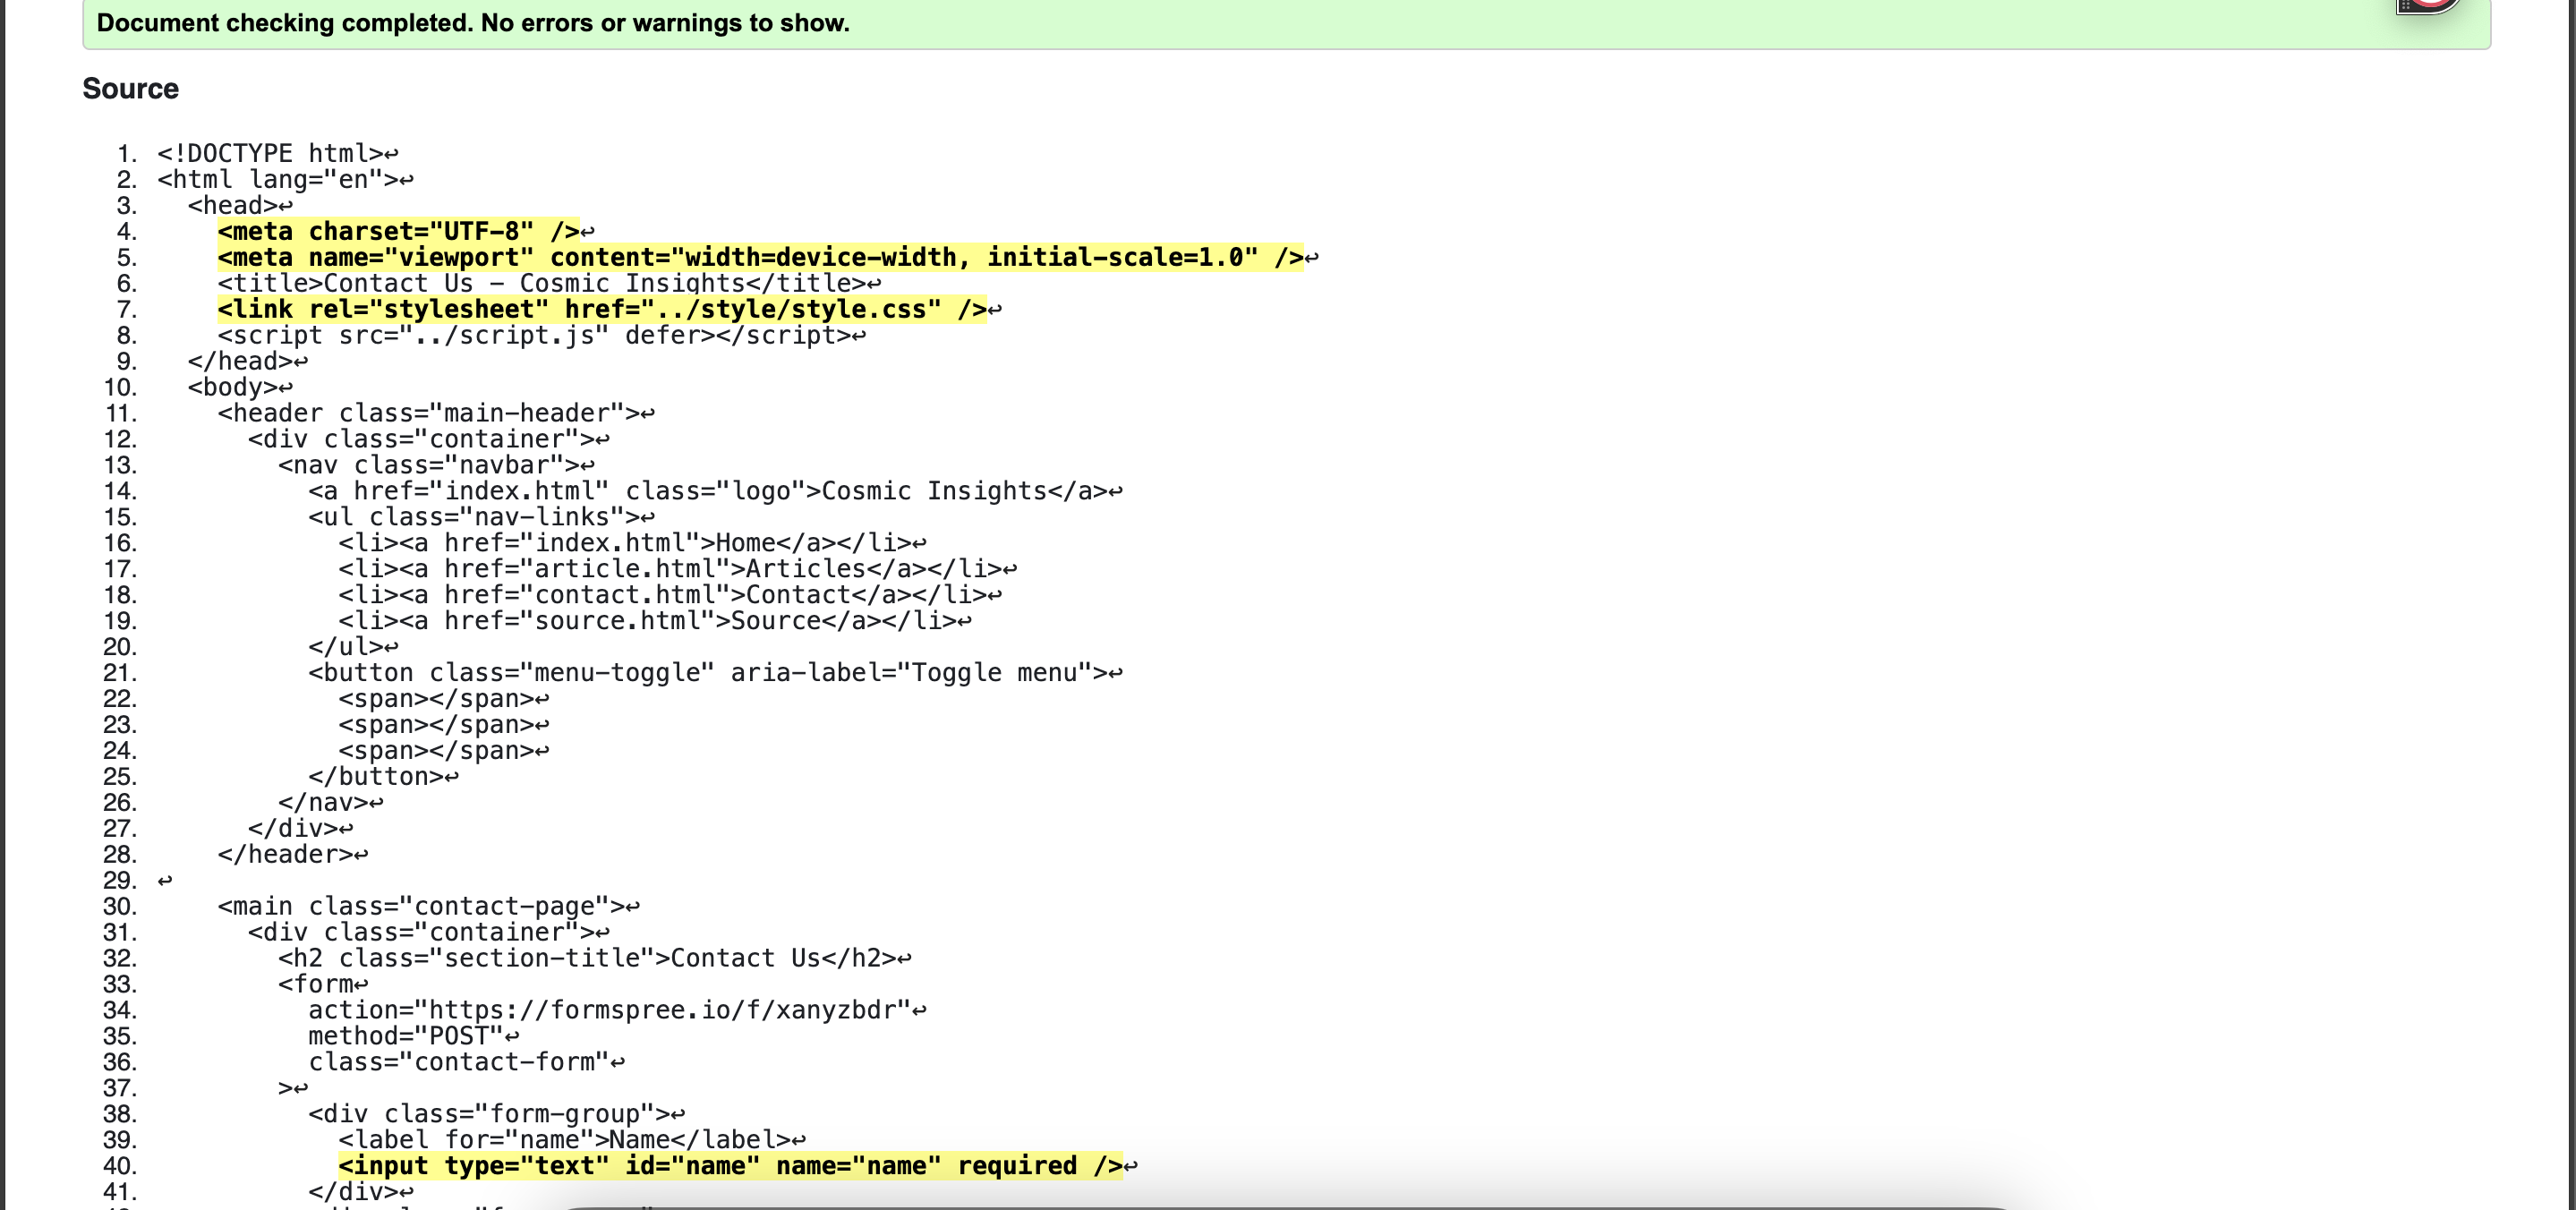 Document checking completed. No errors or warnings to show.
Source
1. <!DOCTYPE html>↩
2. <html lang="en">↩
3.   <head>↩
4.     <meta charset="UTF-8" />↩
5.     <meta name="viewport" content="width=device-width, initial-scale=1.0" />↩
6.     <title>Contact Us - Cosmic Insights</title>↩
7.     <link rel="stylesheet" href="../style/style.css" />↩
8.     <script src="../script.js" defer></script>↩
9.   </head>↩
10.   <body>↩
11.     <header class="main-header">↩
12.       <div class="container">↩
13.         <nav class="navbar">↩
14.           <a href="index.html" class="logo">Cosmic Insights</a>↩
15.           <ul class="nav-links">↩
16.             <li><a href="index.html">Home</a></li>↩
17.             <li><a href="article.html">Articles</a></li>↩
18.             <li><a href="contact.html">Contact</a></li>↩
19.             <li><a href="source.html">Source</a></li>↩
20.           </ul>↩
21.           <button class="menu-toggle" aria-label="Toggle menu">↩
22.             <span></span>↩
23.             <span></span>↩
24.             <span></span>↩
25.           </button>↩
26.         </nav>↩
27.       </div>↩
28.     </header>↩
29. ↩
30.     <main class="contact-page">↩
31.       <div class="container">↩
32.         <h2 class="section-title">Contact Us</h2>↩
33.         <form↩
34.           action="https://formspree.io/f/xanyzbdr"↩
35.           method="POST"↩
36.           class="contact-form"↩
37.         >↩
38.           <div class="form-group">↩
39.             <label for="name">Name</label>↩
40.             <input type="text" id="name" name="name" required />↩
41.           </div>↩